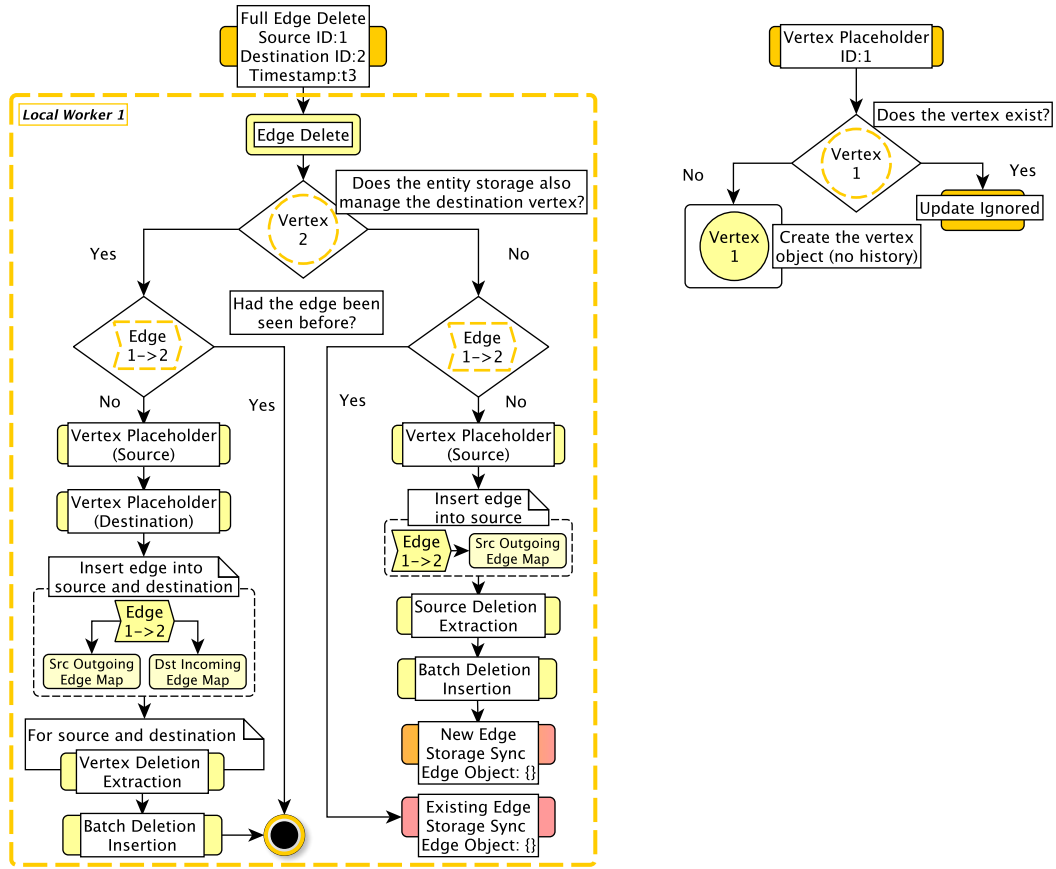 Full Edge Delete
Source ID:1
Destination ID:2
Timestamp:t3
Local Worker 1
Edge Delete
Does the entity storage also
manage the destination vertex?
Vertex
2
Yes
No
Had the edge been
seen before?
Edge
1->2
No
Yes
Vertex Placeholder
(Source)
Vertex Placeholder
(Destination)
Insert edge into
source and destination
Edge
1->2
Src Outgoing
Edge Map
Dst Incoming
Edge Map
For source and destination
Vertex Deletion
Extraction
Batch Deletion
Insertion
Edge
1->2
Yes
No
Vertex Placeholder
(Source)
Insert edge
into source
Edge
1->2
Src Outgoing
Edge Map
Source Deletion
Extraction
Batch Deletion
Insertion
New Edge
Storage Sync
Edge Object: {}
Existing Edge
Storage Sync
Edge Object: {}
Vertex Placeholder
ID:1
Does the vertex exist?
Vertex
1
No
Yes
Update Ignored
Vertex
1
Create the vertex
object (no history)